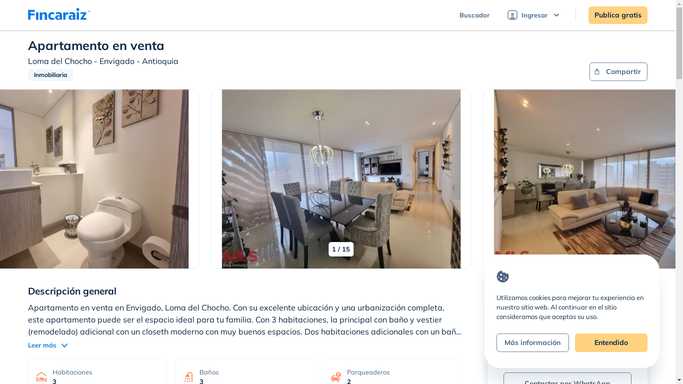 Fincaraiz
Buscador
Ingresar
Publica gratis
Apartamento en venta
Loma del Chocho - Envigado - Antioquia
Inmobiliaria
Compartir
1 / 15
Descripción general
Apartamento en venta en Envigado, Loma del Chocho. Con su excelente ubicación y una urbanización completa,
este apartamento puede ser el espacio ideal para tu familia. Con 3 habitaciones, la principal con baño y vestier
(remodelado) adicional con un closeth moderno con muy buenos espacios. Dos habitaciones adicionales con un bañ...
Leer más
Utilizamos cookies para mejorar tu experiencia en
nuestro sitio web. Al continuar en el sitio
consideramos que aceptas su uso.
Más información
Entendido
Habitaciones
3
Baños
3
Parqueaderos
2
Contactar por WhatsApp